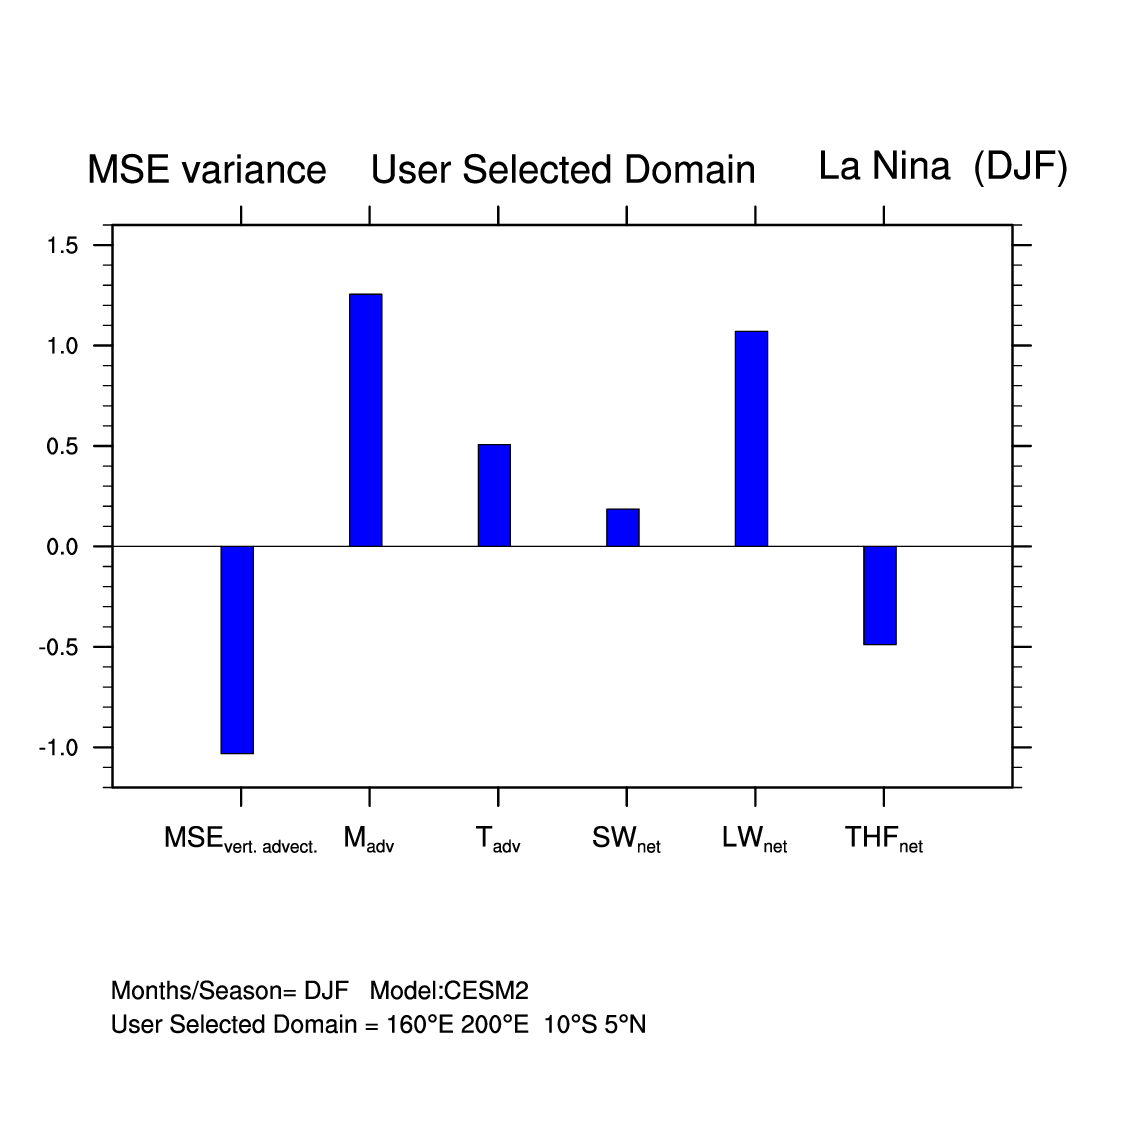 MSE variance User Selected Domain La Nina (DJF)
1.5
1.0
0.5
0.0
-0.5
-1.0
MSEvert. advect. Madv Tadv SWnet LWnet THFnet
Months/Season= DJF Model:CESM2
User Selected Domain = 160°E 200°E 10°S 5°N